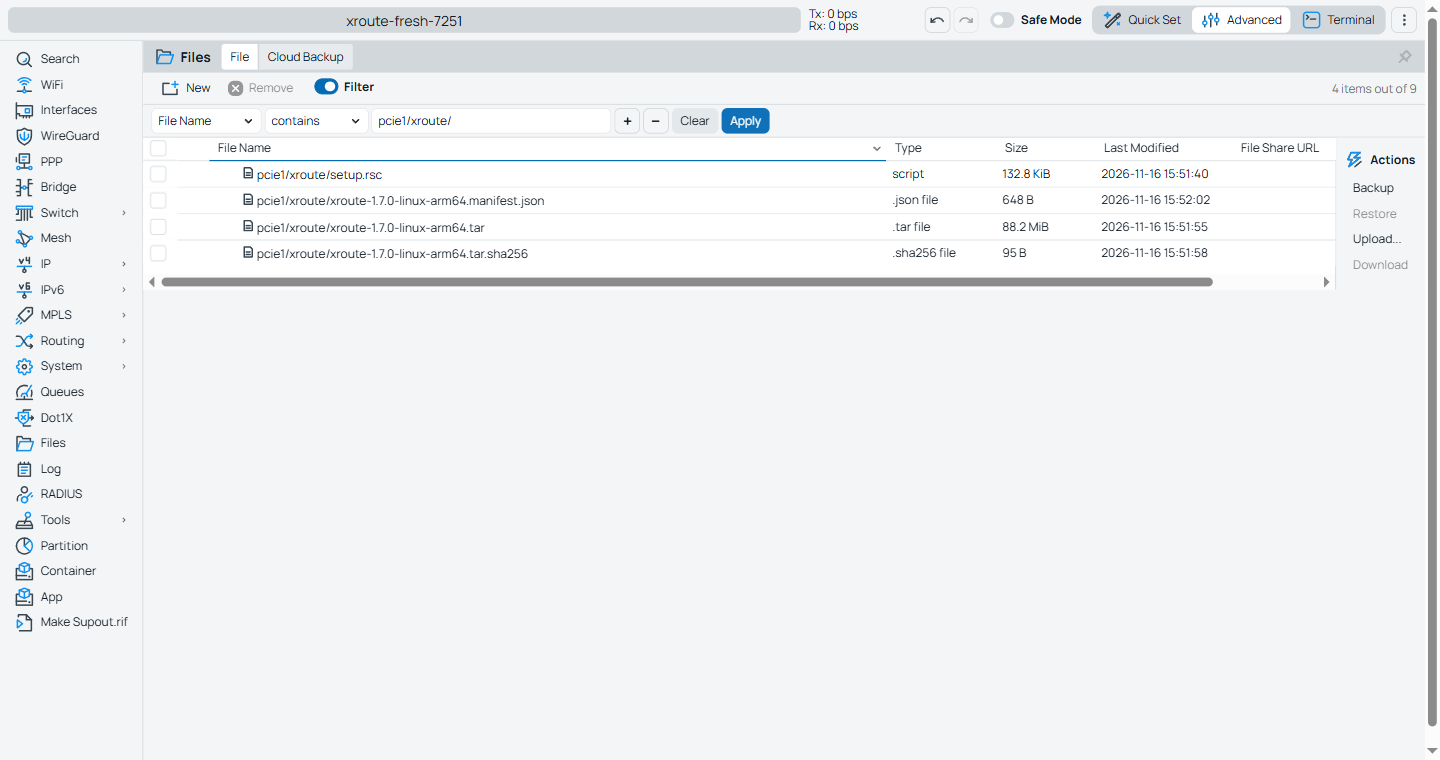 xroute-fresh-7251
Tx: 0 bps
Rx: 0 bps
Safe Mode
Quick Set
Advanced
Terminal
Search
WiFi
Interfaces
WireGuard
PPP
Bridge
Switch
Mesh
IP
IPv6
MPLS
Routing
System
Queues
Dot1X
Files
Log
RADIUS
Tools
Partition
Container
App
Make Supout.rif
Files File Cloud Backup
New Remove Filter 4 items out of 9
File Name contains pcie1/xroute/ + − Clear Apply
File Name Type Size Last Modified File Share URL
pcie1/xroute/setup.rsc script 132.8 KiB 2026-11-16 15:51:40
pcie1/xroute/xroute-1.7.0-linux-arm64.manifest.json .json file 648 B 2026-11-16 15:52:02
pcie1/xroute/xroute-1.7.0-linux-arm64.tar .tar file 88.2 MiB 2026-11-16 15:51:55
pcie1/xroute/xroute-1.7.0-linux-arm64.tar.sha256 .sha256 file 95 B 2026-11-16 15:51:58
Actions
Backup
Restore
Upload...
Download